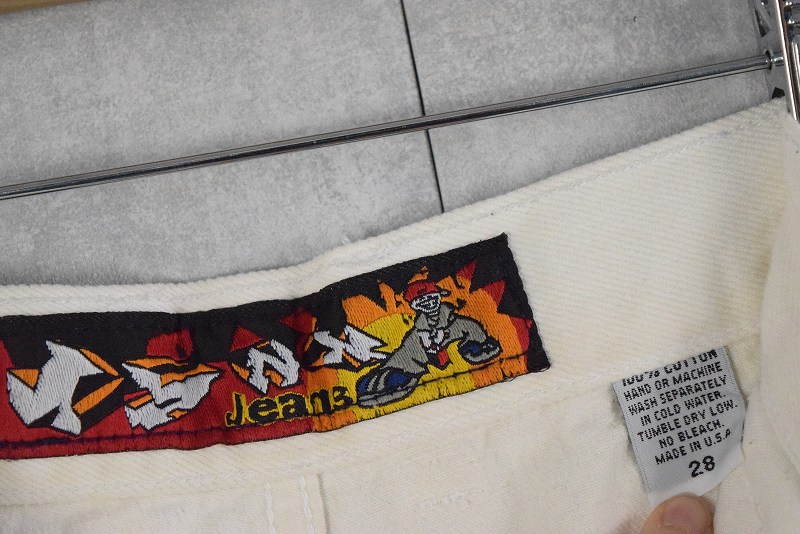 Jeans
100% COTTON
HAND OR MACHINE
WASH SEPARATELY
IN COLD WATER.
TUMBLE DRY LOW.
NO BLEACH.
MADE IN U.S.A
28